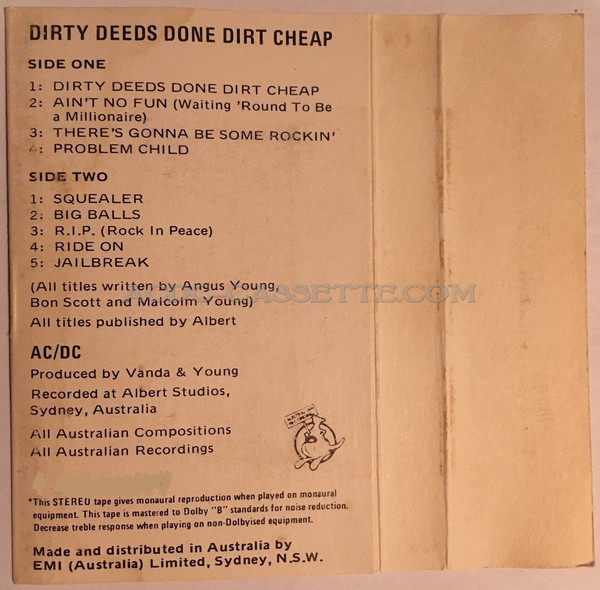 DIRTY DEEDS DONE DIRT CHEAP
SIDE ONE
1: DIRTY DEEDS DONE DIRT CHEAP
2: AIN'T NO FUN (Waiting 'Round To Be
a Millionaire)
3: THERE'S GONNA BE SOME ROCKIN'
4: PROBLEM CHILD
SIDE TWO
1: SQUEALER
2: BIG BALLS
3: R.I.P. (Rock In Peace)
4: RIDE ON
5: JAILBREAK
(All titles written by Angus Young,
Bon Scott and Malcolm Young)
All titles published by Albert
AC/DC
Produced by Vanda & Young
Recorded at Albert Studios,
Sydney, Australia
All Australian Compositions
All Australian Recordings
*This STEREO tape gives monaural reproduction when played on monaural
equipment. This tape is mastered to Dolby "B" standards for noise reduction.
Decrease treble response when playing on non-Dolbyised equipment.
Made and distributed in Australia by
EMI (Australia) Limited, Sydney, N.S.W.